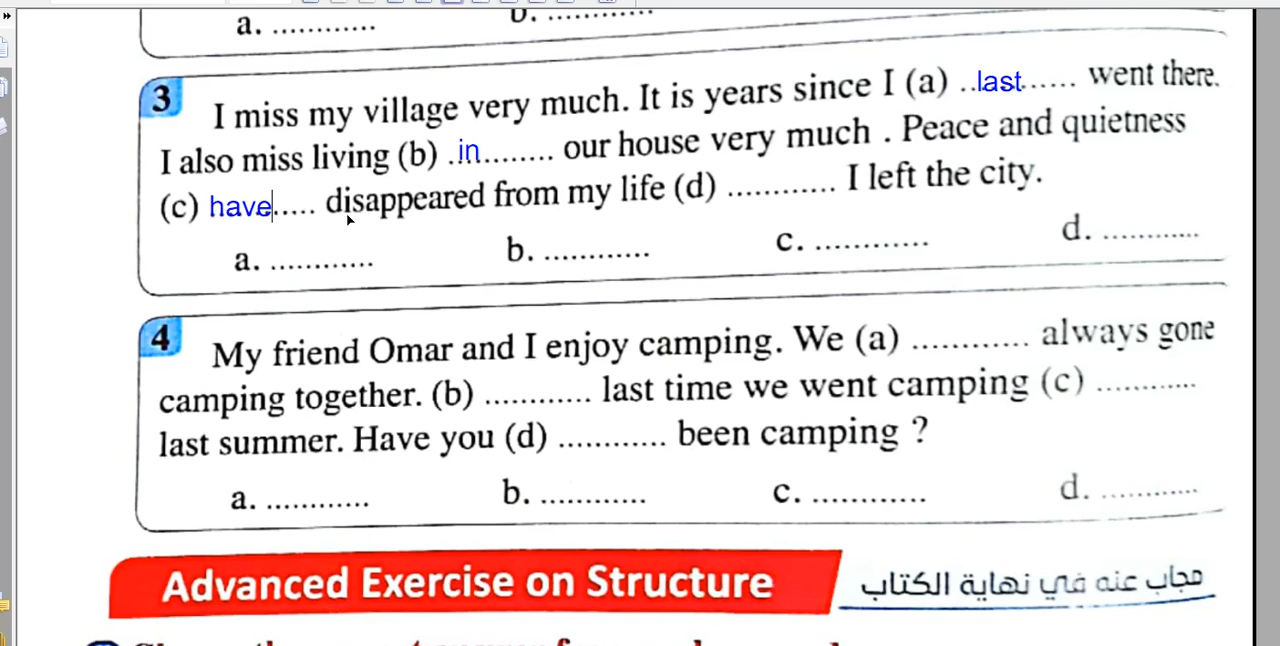 a. ............
3 I miss my village very much. It is years since I (a) ..last...... went there.
I also miss living (b) .in......... our house very much . Peace and quietness
(c) have..... disappeared from my life (d) ............ I left the city.
a. ............ b. ............ c. ............ d. ............
4 My friend Omar and I enjoy camping. We (a) ............ always gone
camping together. (b) ............ last time we went camping (c) ............
last summer. Have you (d) ............ been camping ?
a. ............ b. ............ c. ............ d. ............
Advanced Exercise on Structure مجاب عنه في نهاية الكتاب